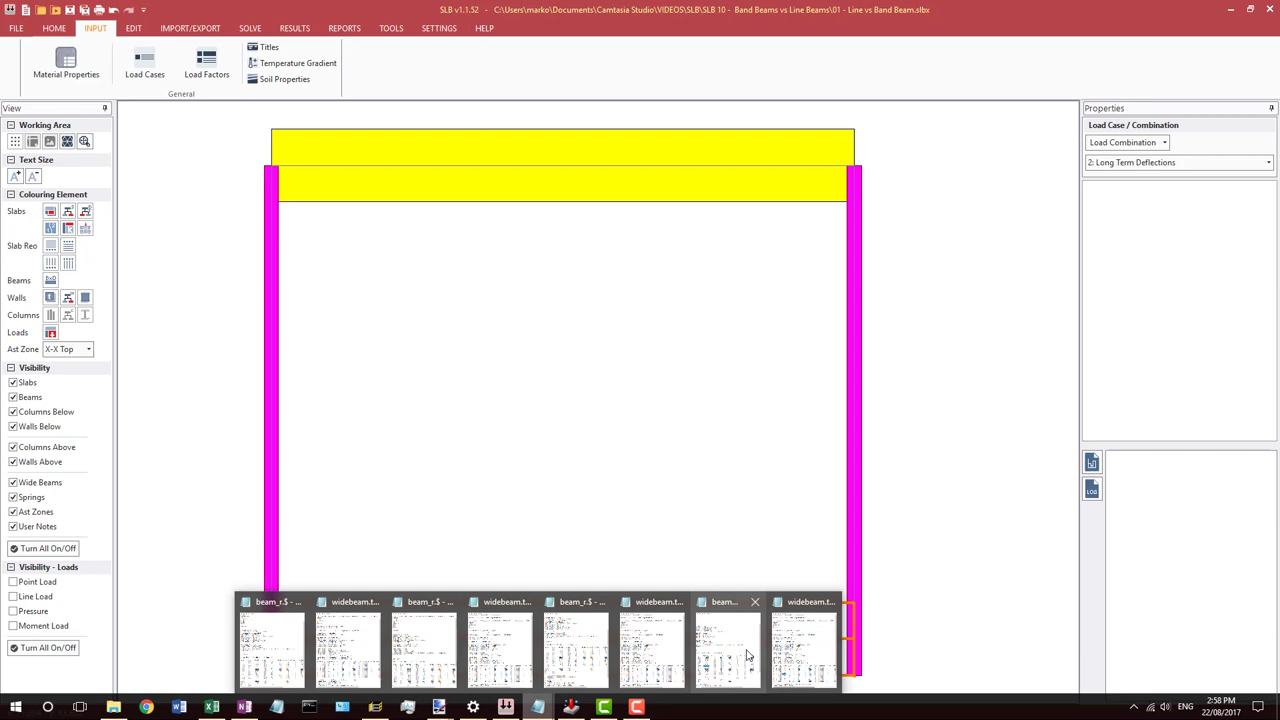 SLB v1.1.52 - C:\Users\marko\Documents\Camtasia Studio\VIDEOS\SLB\SLB 10 - Band Beams vs Line Beams\01 - Line vs Band Beam.slbx
FILE HOME INPUT EDIT IMPORT/EXPORT SOLVE RESULTS REPORTS TOOLS SETTINGS HELP
Material Properties
Load Cases
Load Factors
Titles
Temperature Gradient
Soil Properties
General
View
Working Area
Text Size
A+ A-
Colouring Element
Slabs
Slab Reo
Beams
Walls
Columns
Loads
Ast Zone X-X Top
Visibility
Slabs
Beams
Columns Below
Walls Below
Columns Above
Walls Above
Wide Beams
Springs
Ast Zones
User Notes
Turn All On/Off
Visibility - Loads
Point Load
Line Load
Pressure
Moment Load
Turn All On/Off
Properties
Load Case / Combination
Load Combination
2: Long Term Deflections
beam_r.$ - ... widebeam.t... beam_r.$ - ... widebeam.t... beam_r.$ - ... widebeam.t... beam... widebeam.t...
ENG
2:58 PM
22/08/2017